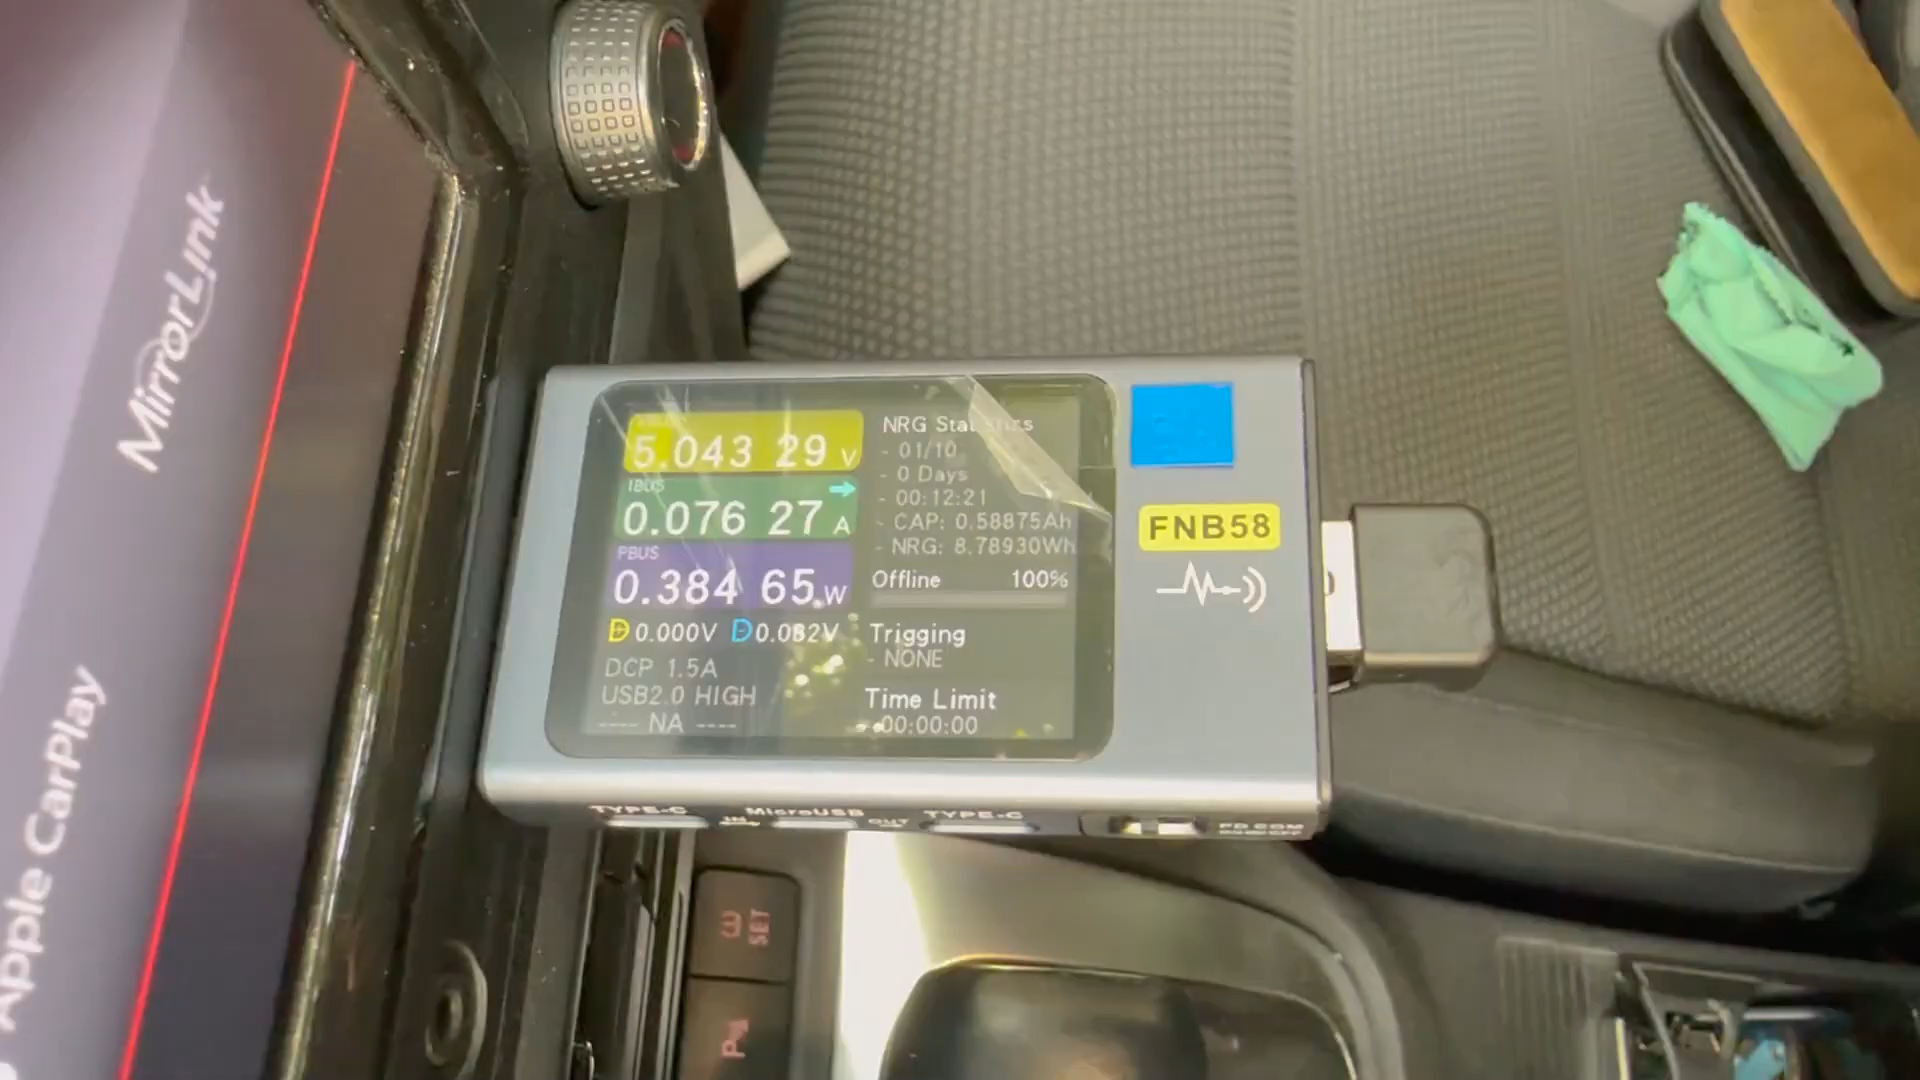 MirrorLink
Apple CarPlay
5.043 29 V
IBUS
0.076 27 A
PBUS
0.384 65 W
D 0.000V D 0.082V
DCP 1.5A
USB2.0 HIGH
---- NA ----
NRG Statistics
- 01/10
- 0 Days
- 00:12:21
- CAP: 0.58875Ah
- NRG: 8.78930Wh
Offline 100%
Trigging
- NONE
Time Limit
- 00:00:00
FNB58
TYPE-C IN MicroUSB OUT TYPE-C
SET